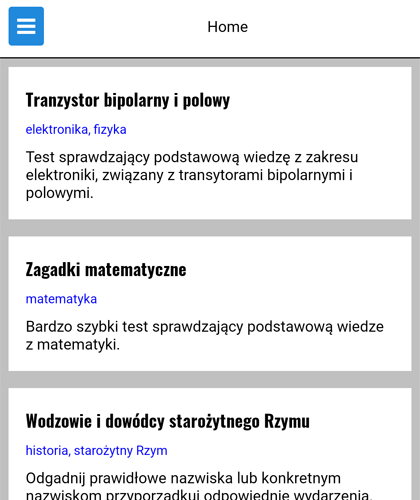 Home
Tranzystor bipolarny i polowy
elektronika, fizyka
Test sprawdzający podstawową wiedzę z zakresu
elektroniki, związany z transytorami bipolarnymi i
polowymi.
Zagadki matematyczne
matematyka
Bardzo szybki test sprawdzający podstawową wiedze
z matematyki.
Wodzowie i dowódcy starożytnego Rzymu
historia, starożytny Rzym
Odgadnij prawidłowe nazwiska lub konkretnym
nazwiskom przyporządkuj odpowiednie wydarzenia.